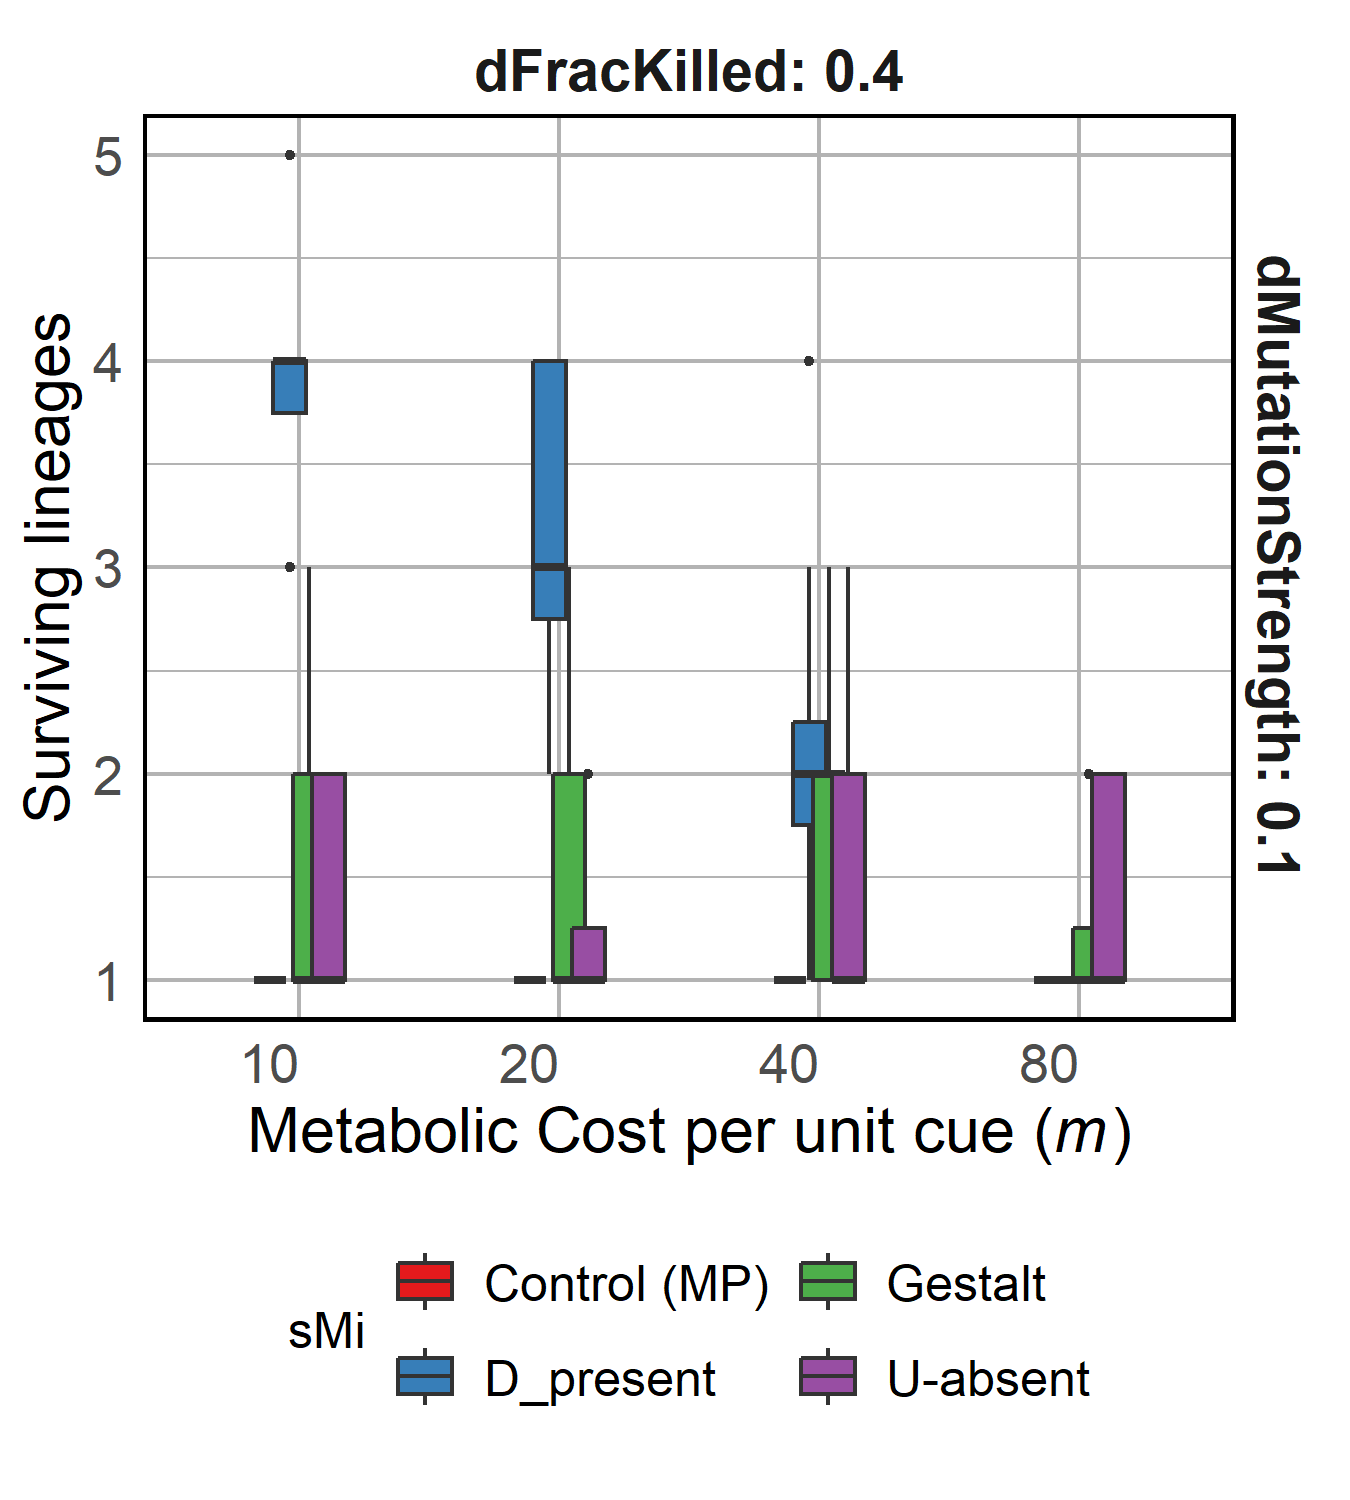 dFracKilled: 0.4
5
4
3
2
1
Surviving lineages
dMutationStrength: 0.1
10 20 40 80
Metabolic Cost per unit cue (m)
sMi
Control (MP) Gestalt
D_present U-absent